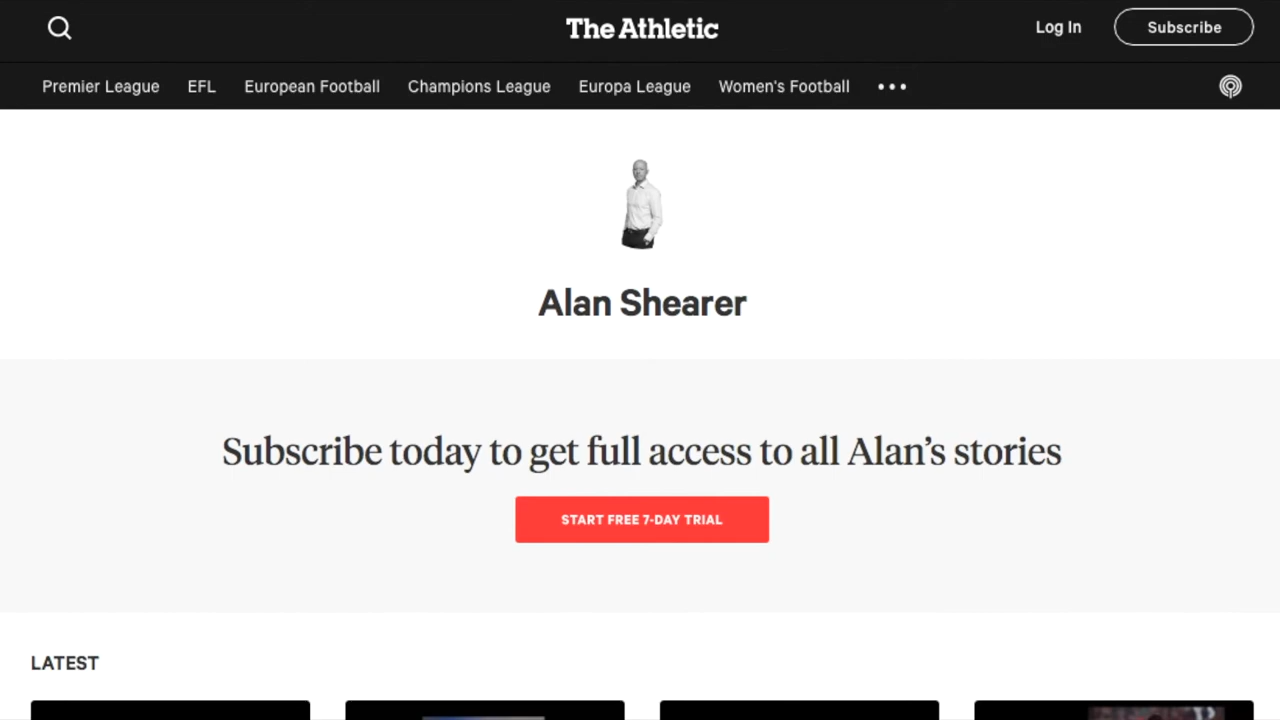 The Athletic
Log In
Subscribe
Premier League
EFL
European Football
Champions League
Europa League
Women's Football
Alan Shearer
Subscribe today to get full access to all Alan’s stories
START FREE 7-DAY TRIAL
LATEST